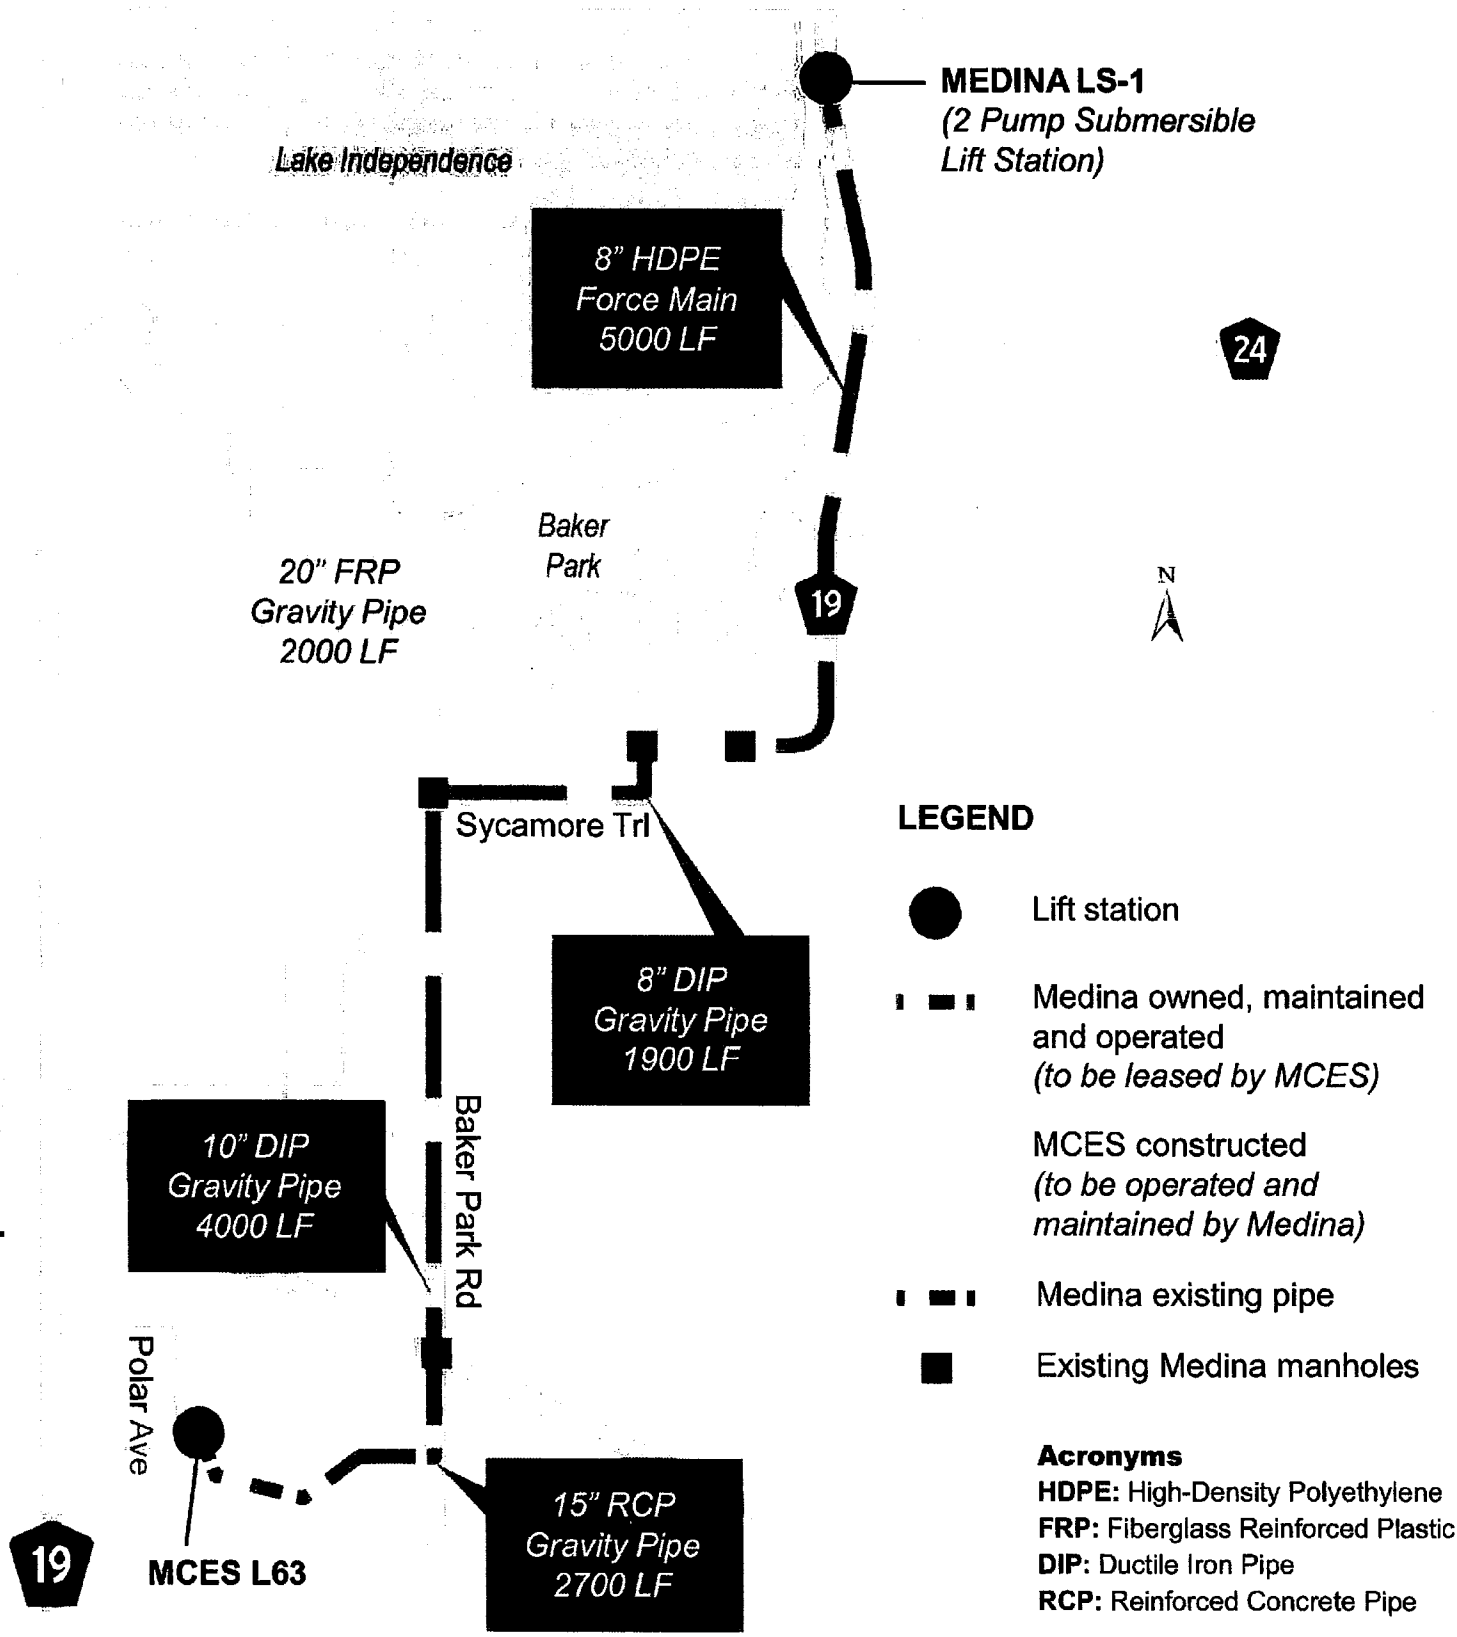 MEDINA LS-1
(2 Pump Submersible
Lift Station)
Lake Independence
8" HDPE
Force Main
5000 LF
24
Baker
Park
20" FRP
Gravity Pipe
2000 LF
N
19
Sycamore Trl
LEGEND
Lift station
Medina owned, maintained
and operated
(to be leased by MCES)
MCES constructed
(to be operated and
maintained by Medina)
Medina existing pipe
Existing Medina manholes
8" DIP
Gravity Pipe
1900 LF
10" DIP
Gravity Pipe
4000 LF
Baker Park Rd
Polar Ave
15" RCP
Gravity Pipe
2700 LF
19
MCES L63
Acronyms
HDPE: High-Density Polyethylene
FRP: Fiberglass Reinforced Plastic
DIP: Ductile Iron Pipe
RCP: Reinforced Concrete Pipe